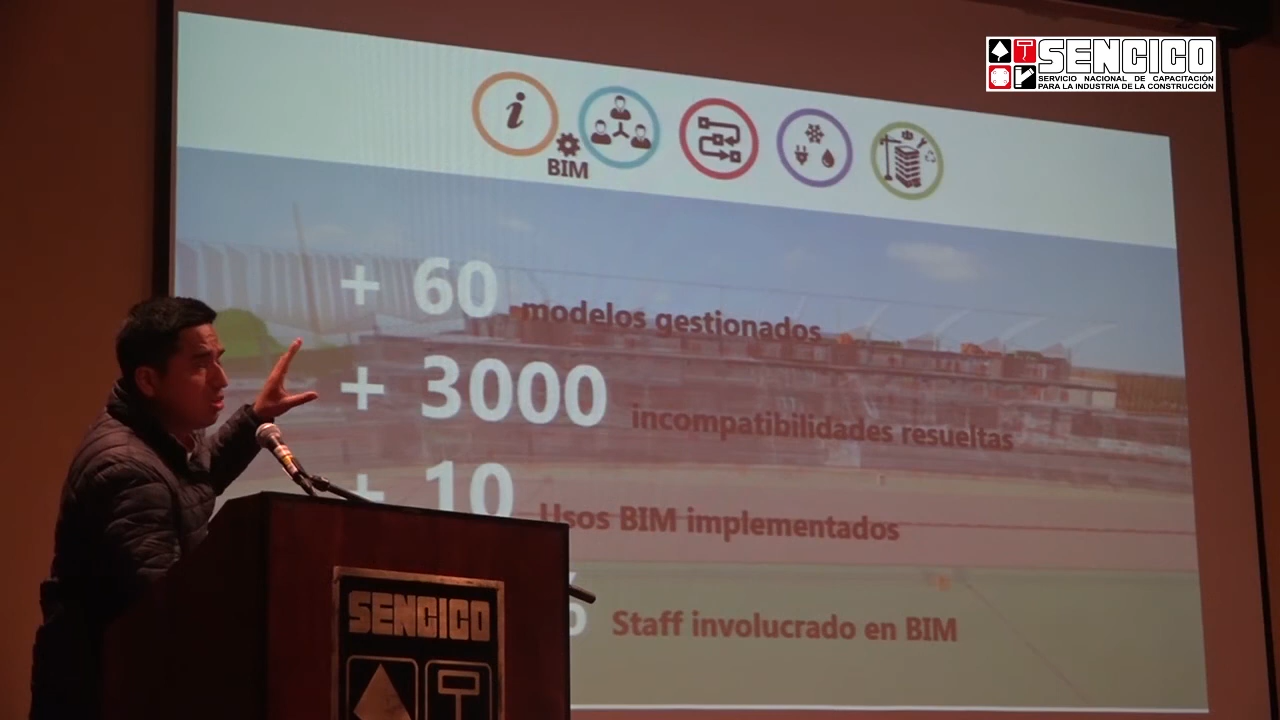 SENCICO
SERVICIO NACIONAL DE CAPACITACIÓN
PARA LA INDUSTRIA DE LA CONSTRUCCIÓN
i
BIM
+ 60 modelos gestionados
+ 3000 incompatibilidades resueltas
+ 10 Usos BIM implementados
Staff involucrado en BIM
SENCICO